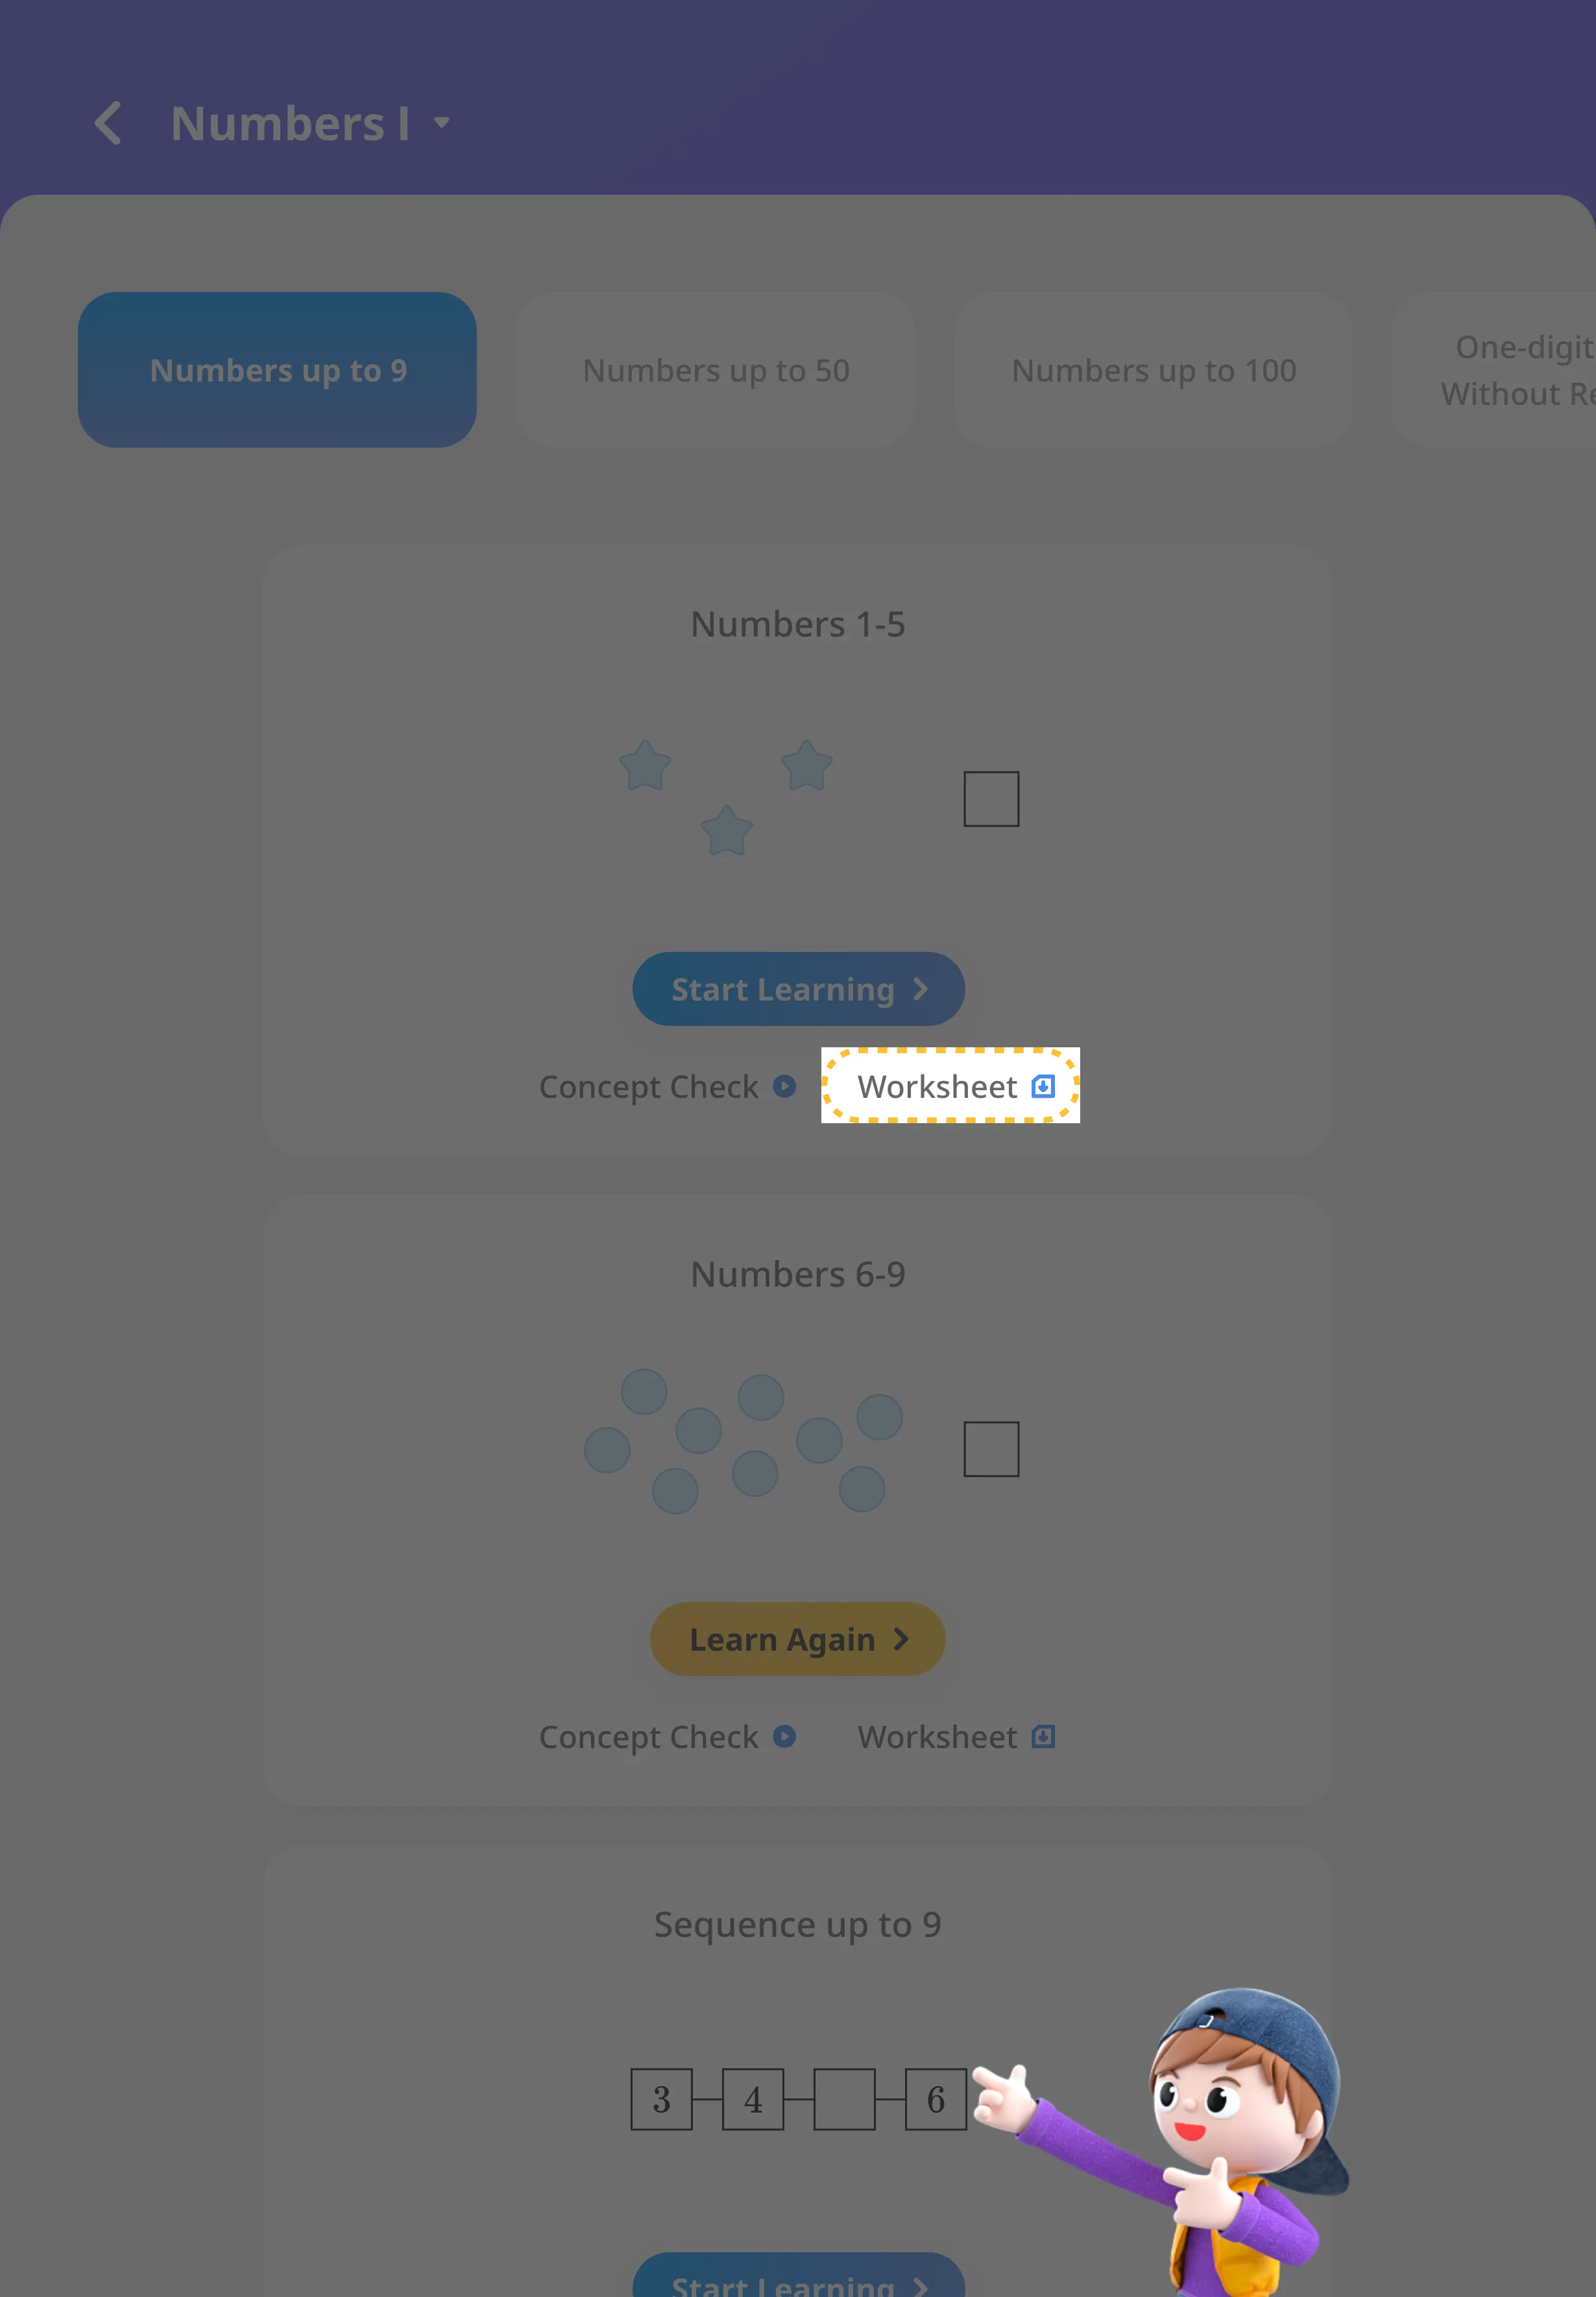 Numbers I
Numbers up to 9
Numbers up to 50
Numbers up to 100
One-digit
Without Re
Numbers 1-5
Start Learning
Concept Check
Worksheet
Numbers 6-9
Learn Again
Concept Check
Worksheet
Sequence up to 9
3 4 6
Start Learning